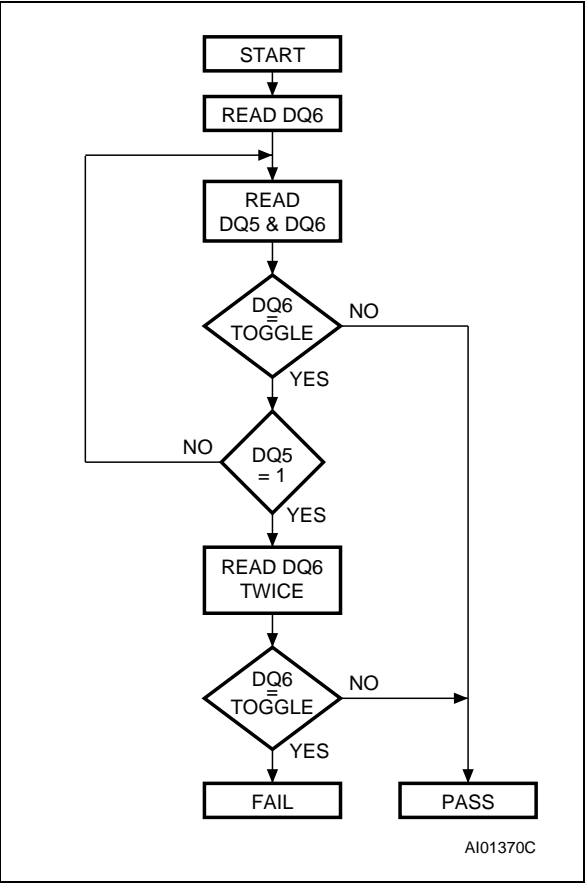 START
READ DQ6
READ
DQ5 & DQ6
DQ6
=
TOGGLE
NO
YES
NO
DQ5
= 1
YES
READ DQ6
TWICE
DQ6
=
TOGGLE
NO
YES
FAIL
PASS
AI01370C